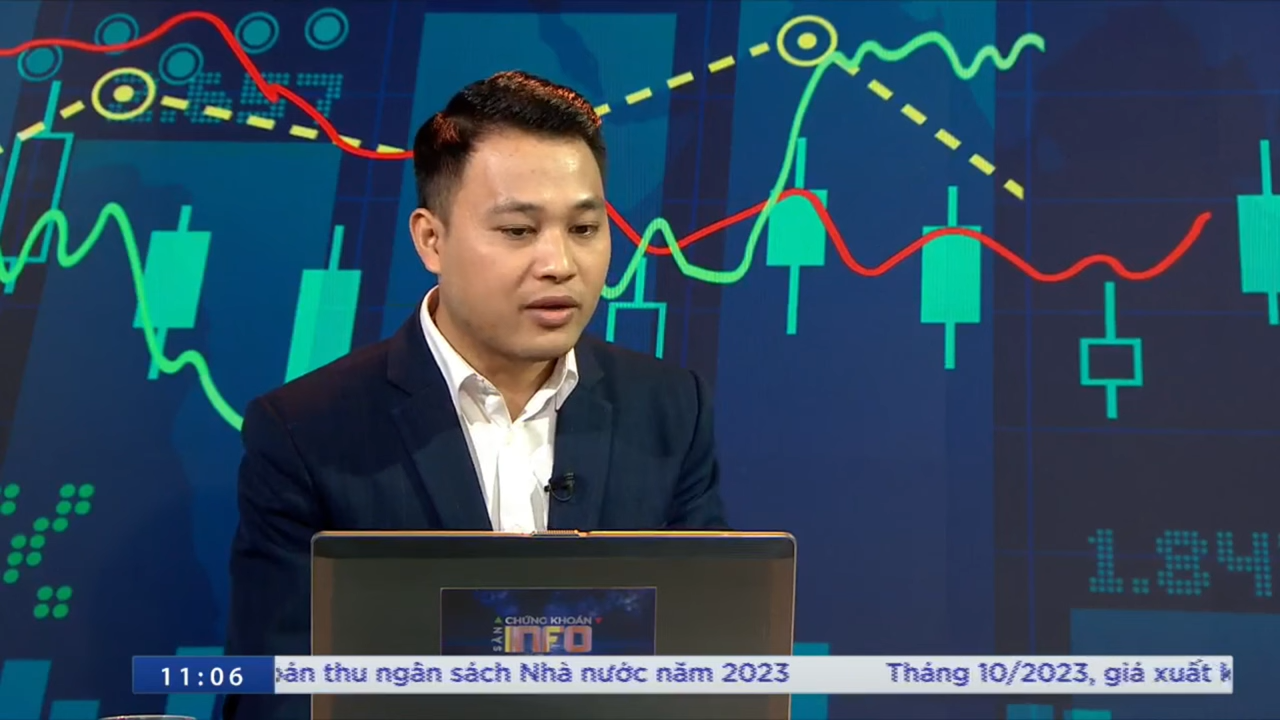 .657
%
1.84
CHỨNG KHOÁN
SÀN
INFO
11:06
thu ngân sách Nhà nước năm 2023
Tháng 10/2023, giá xuất